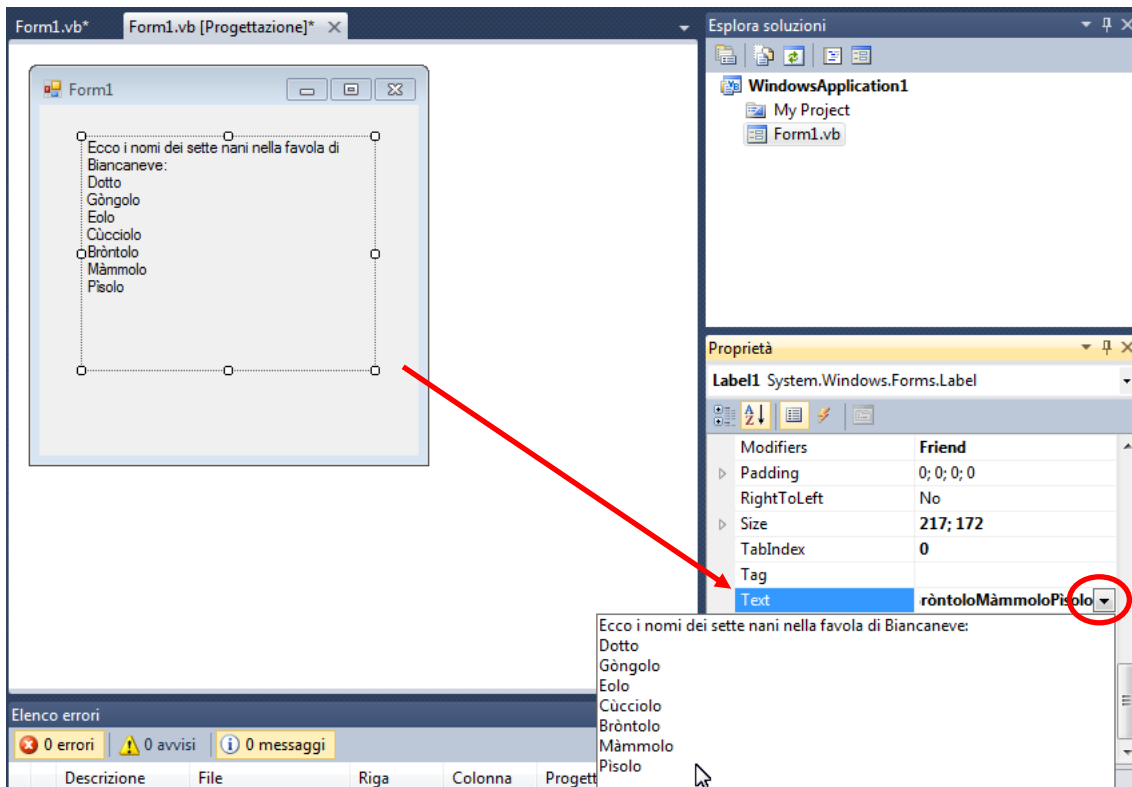 Form1.vb*
Form1.vb [Progettazione]*
Form1
Ecco i nomi dei sette nani nella favola di
Biancaneve:
Dotto
Gòngolo
Eolo
Cùcciolo
Bròntolo
Màmmolo
Pìsolo
Esplora soluzioni
WindowsApplication1
My Project
Form1.vb
Proprietà
Label1 System.Windows.Forms.Label
Modifiers Friend
Padding 0; 0; 0; 0
RightToLeft No
Size 217; 172
TabIndex 0
Tag
Text ròntoloMàmmoloPìsolo
Ecco i nomi dei sette nani nella favola di Biancaneve:
Dotto
Gòngolo
Eolo
Cùcciolo
Bròntolo
Màmmolo
Pìsolo
Elenco errori
0 errori 0 avvisi 0 messaggi
Descrizione File Riga Colonna Progett